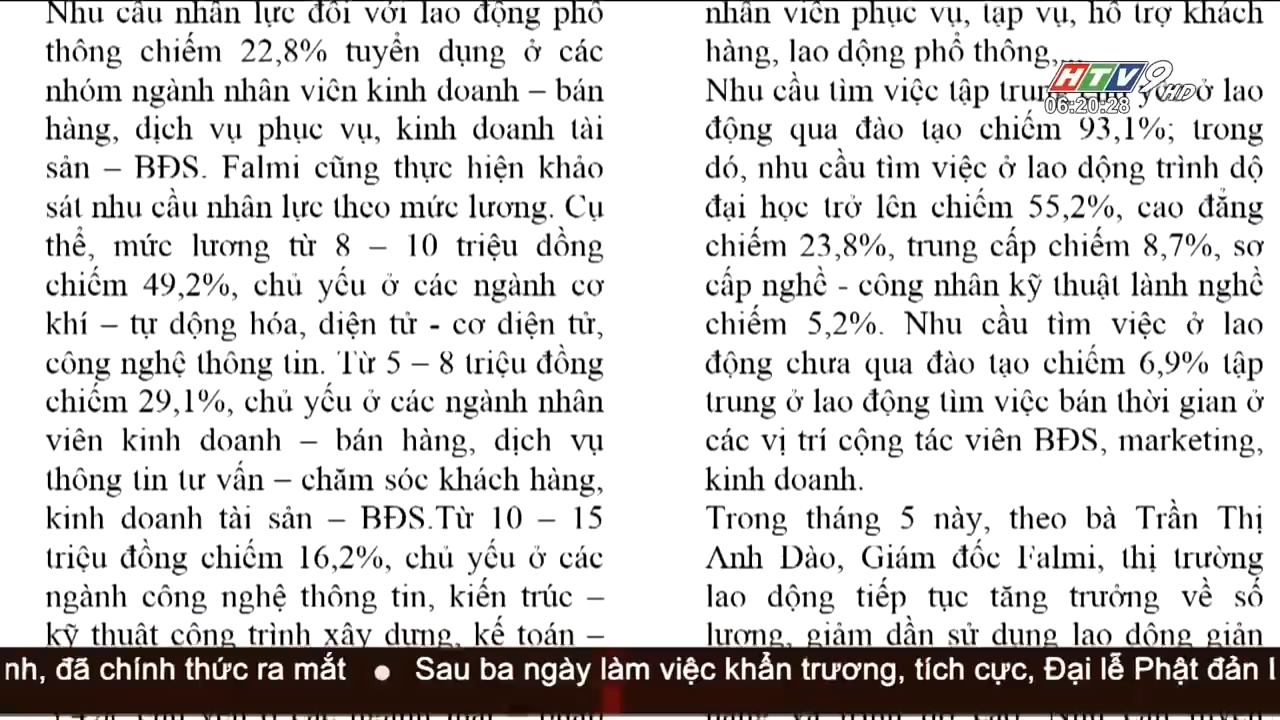 Nhu cầu nhân lực đối với lao động phổ
thông chiếm 22,8% tuyển dụng ở các
nhóm ngành nhân viên kinh doanh – bán
hàng, dịch vụ phục vụ, kinh doanh tài
sản – BĐS. Falmi cũng thực hiện khảo
sát nhu cầu nhân lực theo mức lương. Cụ
thể, mức lương từ 8 – 10 triệu đồng
chiếm 49,2%, chủ yếu ở các ngành cơ
khí – tự động hóa, điện tử - cơ điện tử,
công nghệ thông tin. Từ 5 – 8 triệu đồng
chiếm 29,1%, chủ yếu ở các ngành nhân
viên kinh doanh – bán hàng, dịch vụ
thông tin tư vấn – chăm sóc khách hàng,
kinh doanh tài sản – BĐS.Từ 10 – 15
triệu đồng chiếm 16,2%, chủ yếu ở các
ngành công nghệ thông tin, kiến trúc –
kỹ thuật công trình xây dựng, kế toán –
nhân viên phục vụ, tạp vụ, hỗ trợ khách
hàng, lao động phổ thông,...
Nhu cầu tìm việc tập trung chủ yếu ở lao
động qua đào tạo chiếm 93,1%; trong
đó, nhu cầu tìm việc ở lao động trình độ
đại học trở lên chiếm 55,2%, cao đẳng
chiếm 23,8%, trung cấp chiếm 8,7%, sơ
cấp nghề - công nhân kỹ thuật lành nghề
chiếm 5,2%. Nhu cầu tìm việc ở lao
động chưa qua đào tạo chiếm 6,9% tập
trung ở lao động tìm việc bán thời gian ở
các vị trí cộng tác viên BĐS, marketing,
kinh doanh.
Trong tháng 5 này, theo bà Trần Thị
Anh Đào, Giám đốc Falmi, thị trường
lao động tiếp tục tăng trưởng về số
lượng, giảm dần sử dụng lao động giản
HTV9 HD
06:20:28
nh, đã chính thức ra mắt ● Sau ba ngày làm việc khẩn trương, tích cực, Đại lễ Phật đản